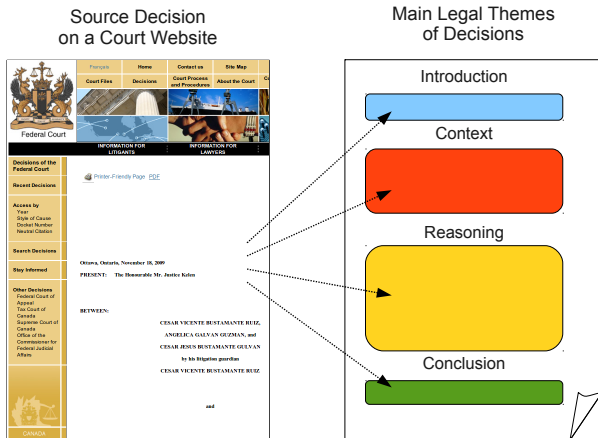 Source Decision
on a Court Website
Main Legal Themes
of Decisions
Français Home Contact us Site Map
Court Files Decisions Court Process and Procedures About the Court
Federal Court
INFORMATION FOR LITIGANTS INFORMATION FOR LAWYERS
Decisions of the
Federal Court
Recent Decisions
Access by
Year
Style of Cause
Docket Number
Neutral Citation
Search Decisions
Stay Informed
Other Decisions
Federal Court of
Appeal
Tax Court of
Canada
Supreme Court of
Canada
Office of the
Commissioner for
Federal Judicial
Affairs
CANADA
Printer-Friendly Page PDF
Ottawa, Ontario, November 18, 2009
PRESENT: The Honourable Mr. Justice Kelen
BETWEEN:
CESAR VICENTE BUSTAMANTE RUIZ,
ANGELICA GALVAN GUZMAN, and
CESAR JESUS BUSTAMANTE GULVAN
by his litigation guardian
CESAR VICENTE BUSTAMANTE RUIZ
and
Introduction
Context
Reasoning
Conclusion